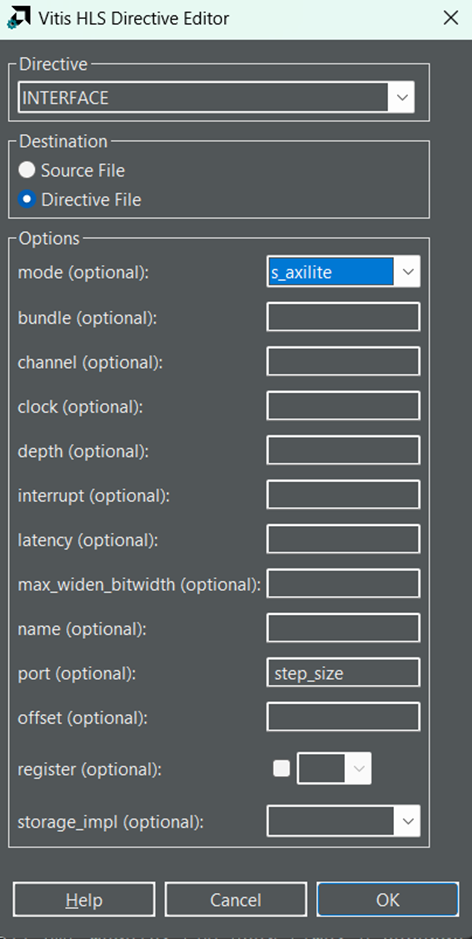 Vitis HLS Directive Editor
Directive
INTERFACE
Destination
Source File
Directive File
Options
mode (optional): s_axilite
bundle (optional):
channel (optional):
clock (optional):
depth (optional):
interrupt (optional):
latency (optional):
max_widen_bitwidth (optional):
name (optional):
port (optional): step_size
offset (optional):
register (optional):
storage_impl (optional):
Help Cancel OK